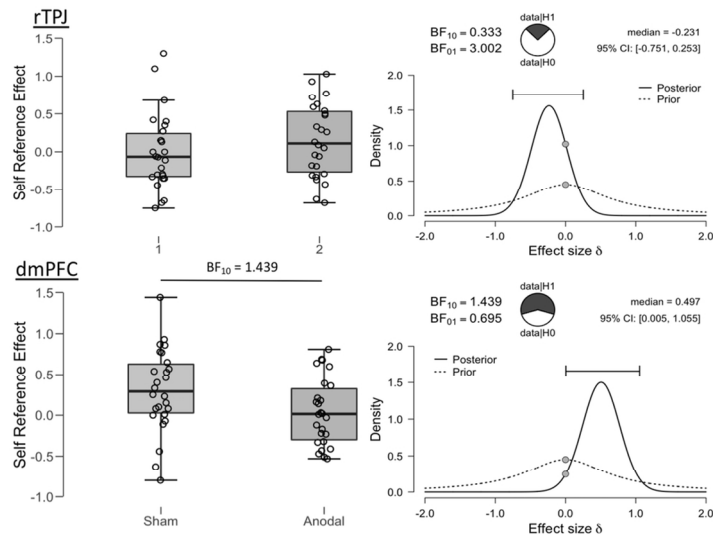 rTPJ
1.5
1.0
0.5
0.0
-0.5
-1.0
Self Reference Effect
1
2
BF₁₀ = 0.333
BF₀₁ = 3.002
data|H1
data|H0
median = -0.231
95% CI: [-0.751, 0.253]
2.0
1.5
1.0
0.5
0.0
Density
Posterior
Prior
-2.0
-1.0
0.0
1.0
2.0
Effect size δ
dmPFC
BF₁₀ = 1.439
1.5
1.0
0.5
0.0
-0.5
-1.0
Self Reference Effect
Sham
Anodal
BF₁₀ = 1.439
BF₀₁ = 0.695
data|H1
data|H0
median = 0.497
95% CI: [0.005, 1.055]
2.0
1.5
1.0
0.5
0.0
Density
Posterior
Prior
-2.0
-1.0
0.0
1.0
2.0
Effect size δ